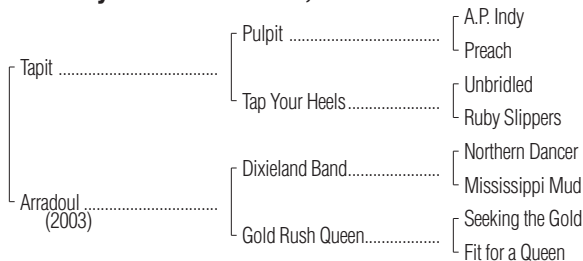 Pulpit ........................................ A.P. Indy
Preach
Tapit ..........................................
Tap Your Heels........................ Unbridled
Ruby Slippers
Dixieland Band........................ Northern Dancer
Mississippi Mud
Arradoul ...................................
(2003)
Gold Rush Queen.................... Seeking the Gold
Fit for a Queen